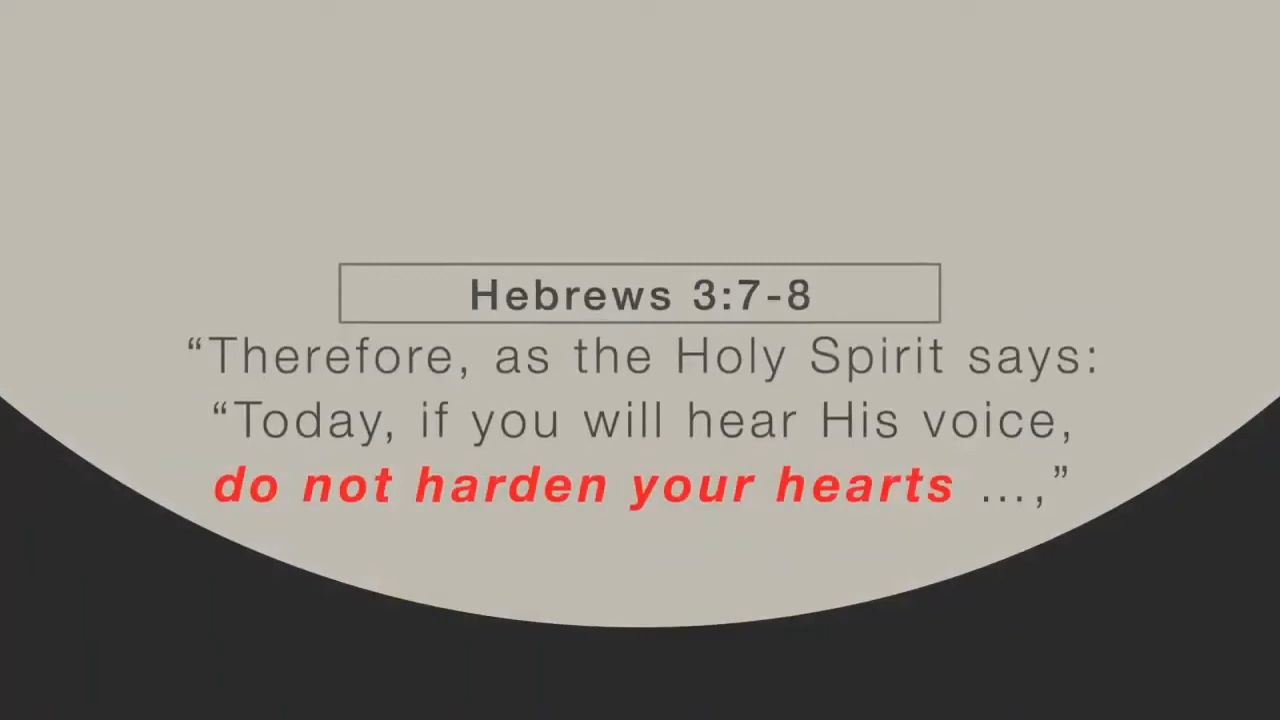 Hebrews 3:7-8
“Therefore, as the Holy Spirit says:
“Today, if you will hear His voice,
do not harden your hearts ...,”